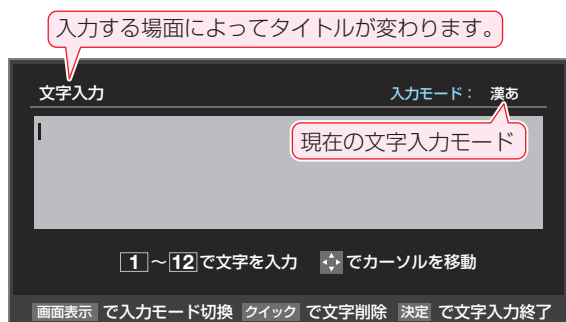 入力する場面によってタイトルが変わります。
文字入力 入力モード： 漢あ
現在の文字入力モード
1～12で文字を入力 でカーソルを移動
画面表示 で入力モード切換 クイック で文字削除 決定 で文字入力終了